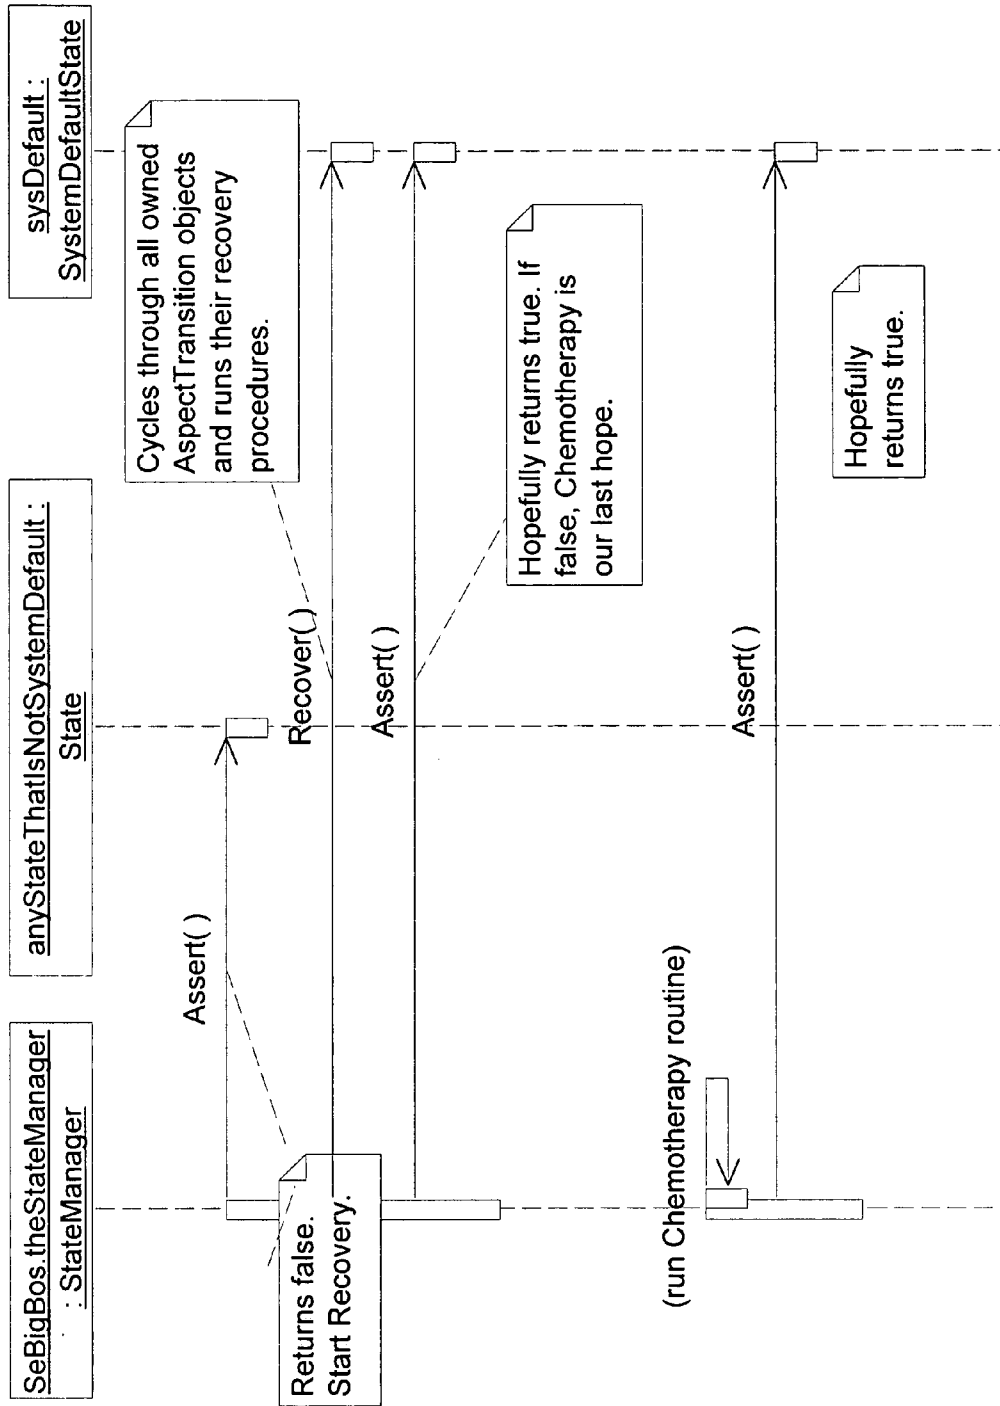 SeBigBos.theStateManager
: StateManager
anyStateThatIsNotSystemDefault :
State
sysDefault :
SystemDefaultState
Assert( )
Returns false.
Start Recovery.
Recover( )
Cycles through all owned
AspectTransition objects
and runs their recovery
procedures.
Assert( )
Hopefully returns true. If
false, Chemotherapy is
our last hope.
(run Chemotherapy routine)
Assert( )
Hopefully
returns true.